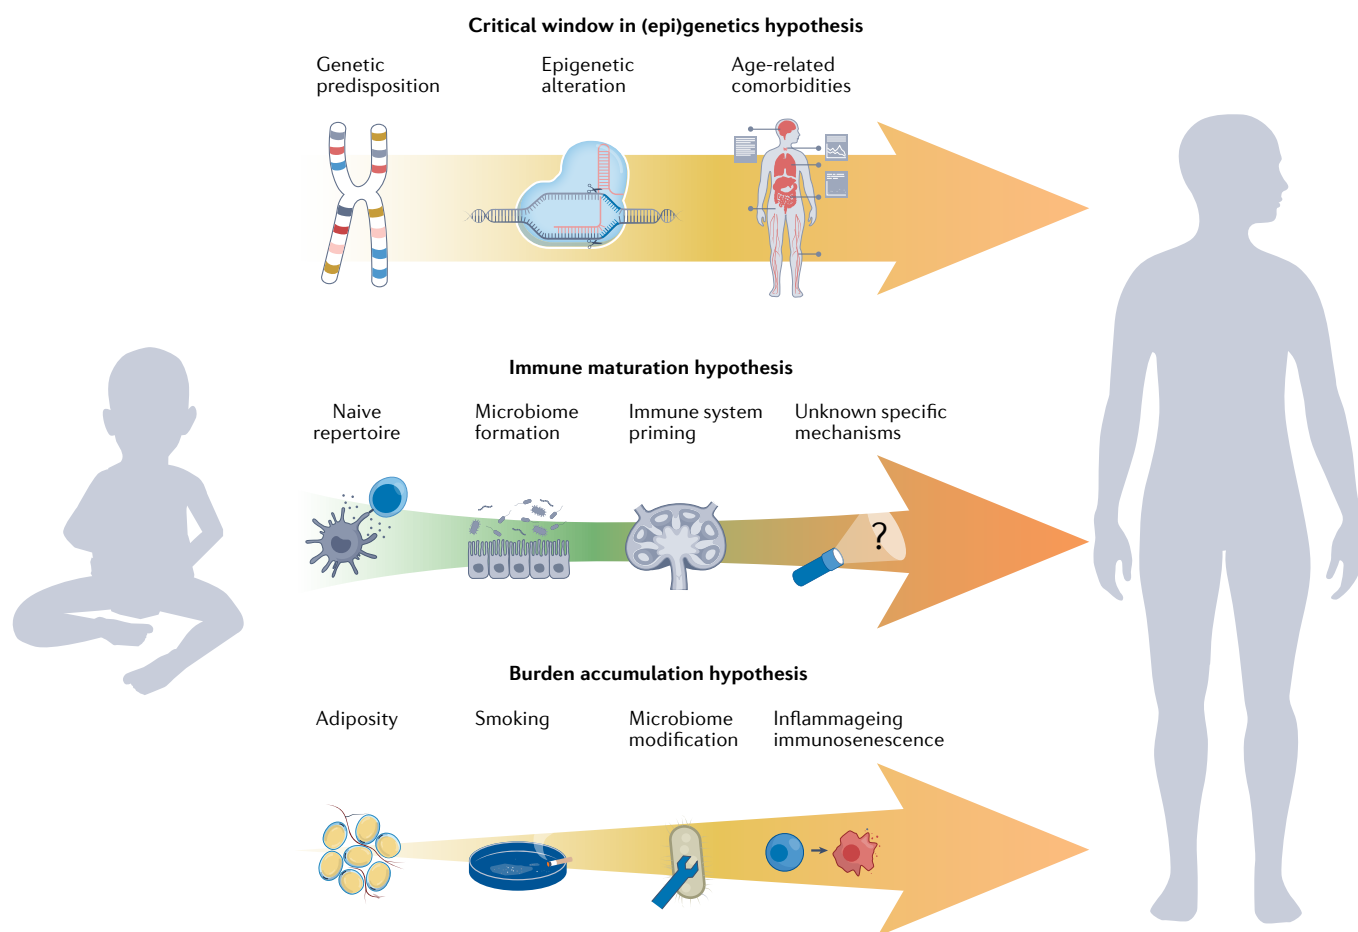 Critical window in (epi)genetics hypothesis
Genetic
predisposition
Epigenetic
alteration
Age-related
comorbidities
Immune maturation hypothesis
Naive
repertoire
Microbiome
formation
Immune system
priming
Unknown specific
mechanisms
?
Burden accumulation hypothesis
Adiposity
Smoking
Microbiome
modification
Inflammageing
immunosenescence